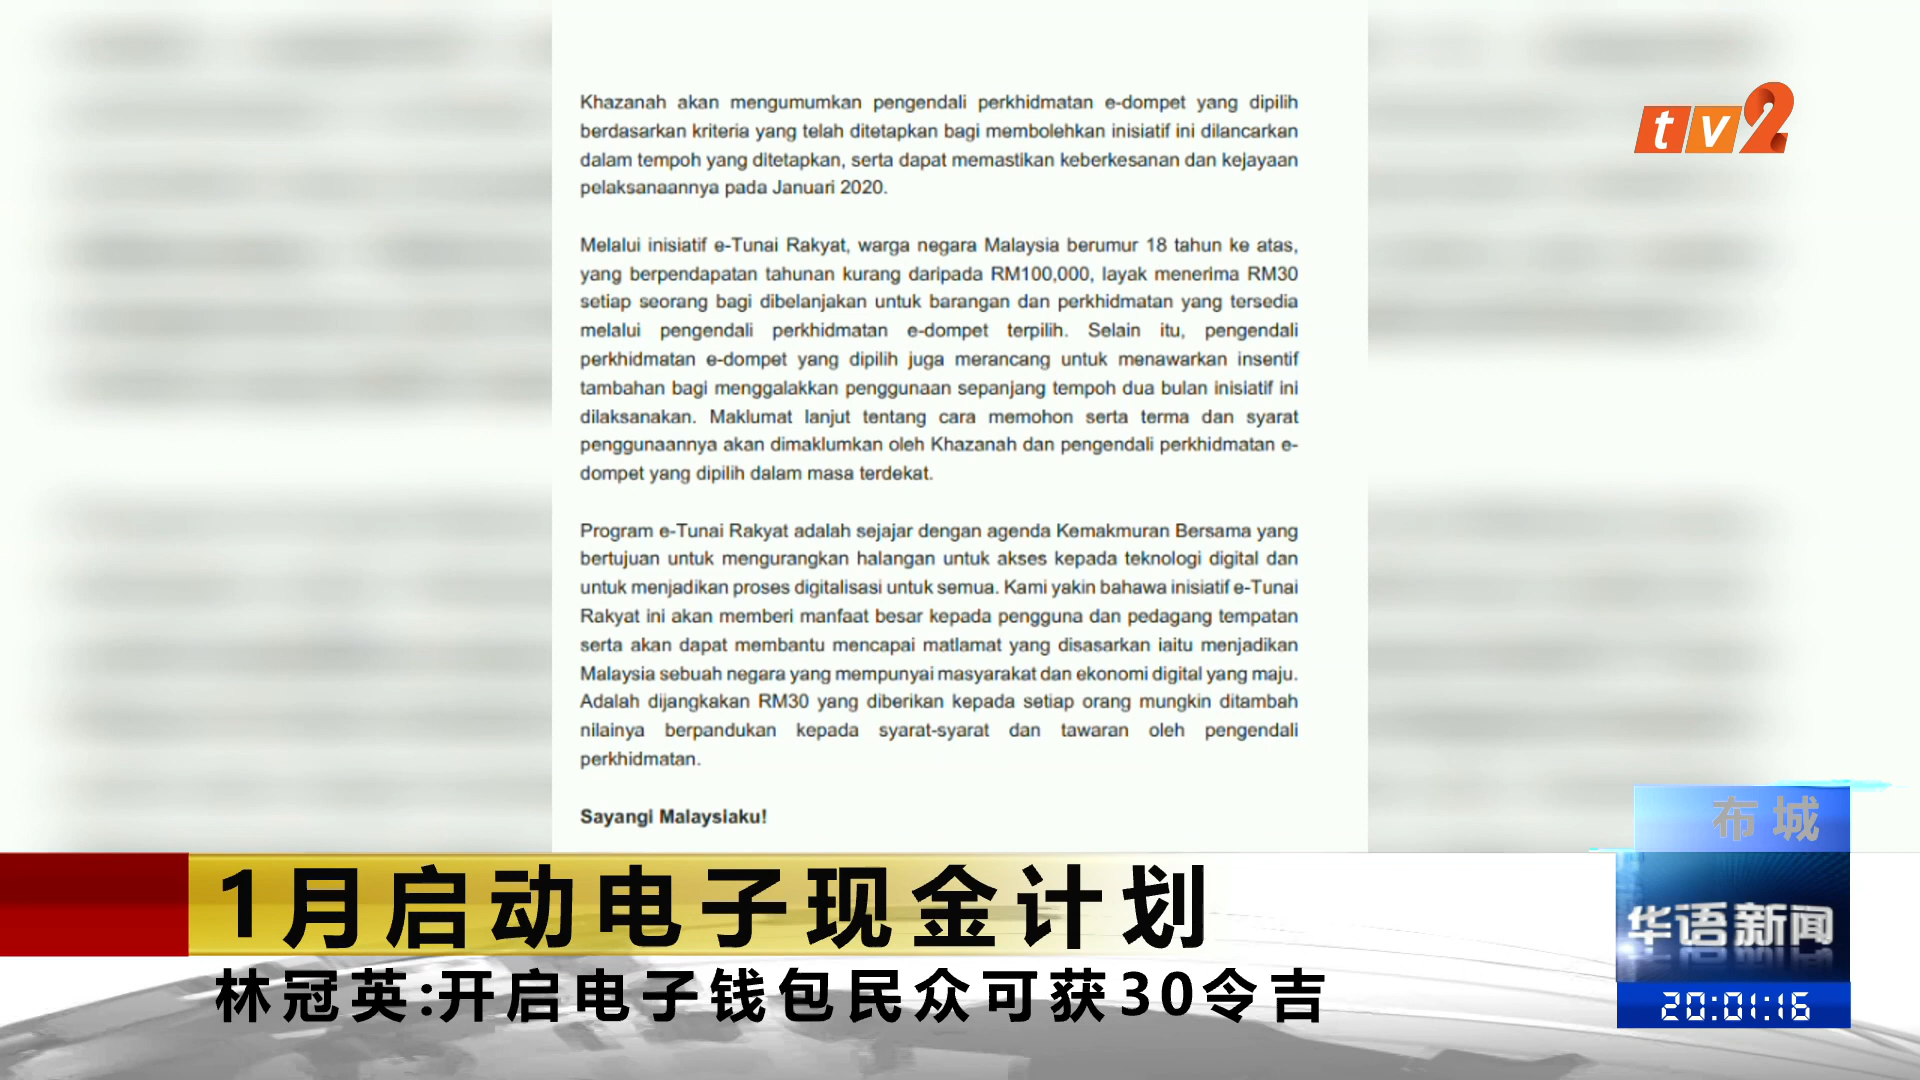 Khazanah akan mengumumkan pengendali perkhidmatan e-dompet yang dipilih
berdasarkan kriteria yang telah ditetapkan bagi membolehkan inisiatif ini dilancarkan
dalam tempoh yang ditetapkan, serta dapat memastikan keberkesanan dan kejayaan
pelaksanaannya pada Januari 2020.
Melalui inisiatif e-Tunai Rakyat, warga negara Malaysia berumur 18 tahun ke atas,
yang berpendapatan tahunan kurang daripada RM100,000, layak menerima RM30
setiap seorang bagi dibelanjakan untuk barangan dan perkhidmatan yang tersedia
melalui pengendali perkhidmatan e-dompet terpilih. Selain itu, pengendali
perkhidmatan e-dompet yang dipilih juga merancang untuk menawarkan insentif
tambahan bagi menggalakkan penggunaan sepanjang tempoh dua bulan inisiatif ini
dilaksanakan. Maklumat lanjut tentang cara memohon serta terma dan syarat
penggunaannya akan dimaklumkan oleh Khazanah dan pengendali perkhidmatan e-
dompet yang dipilih dalam masa terdekat.
Program e-Tunai Rakyat adalah sejajar dengan agenda Kemakmuran Bersama yang
bertujuan untuk mengurangkan halangan untuk akses kepada teknologi digital dan
untuk menjadikan proses digitalisasi untuk semua. Kami yakin bahawa inisiatif e-Tunai
Rakyat ini akan memberi manfaat besar kepada pengguna dan pedagang tempatan
serta akan dapat membantu mencapai matlamat yang disasarkan iaitu menjadikan
Malaysia sebuah negara yang mempunyai masyarakat dan ekonomi digital yang maju.
Adalah dijangkakan RM30 yang diberikan kepada setiap orang mungkin ditambah
nilainya berpandukan kepada syarat-syarat dan tawaran oleh pengendali
perkhidmatan.
Sayangi Malaysiaku!
tv2
布城
1月启动电子现金计划
华语新闻
林冠英:开启电子钱包民众可获30令吉
20:01:16